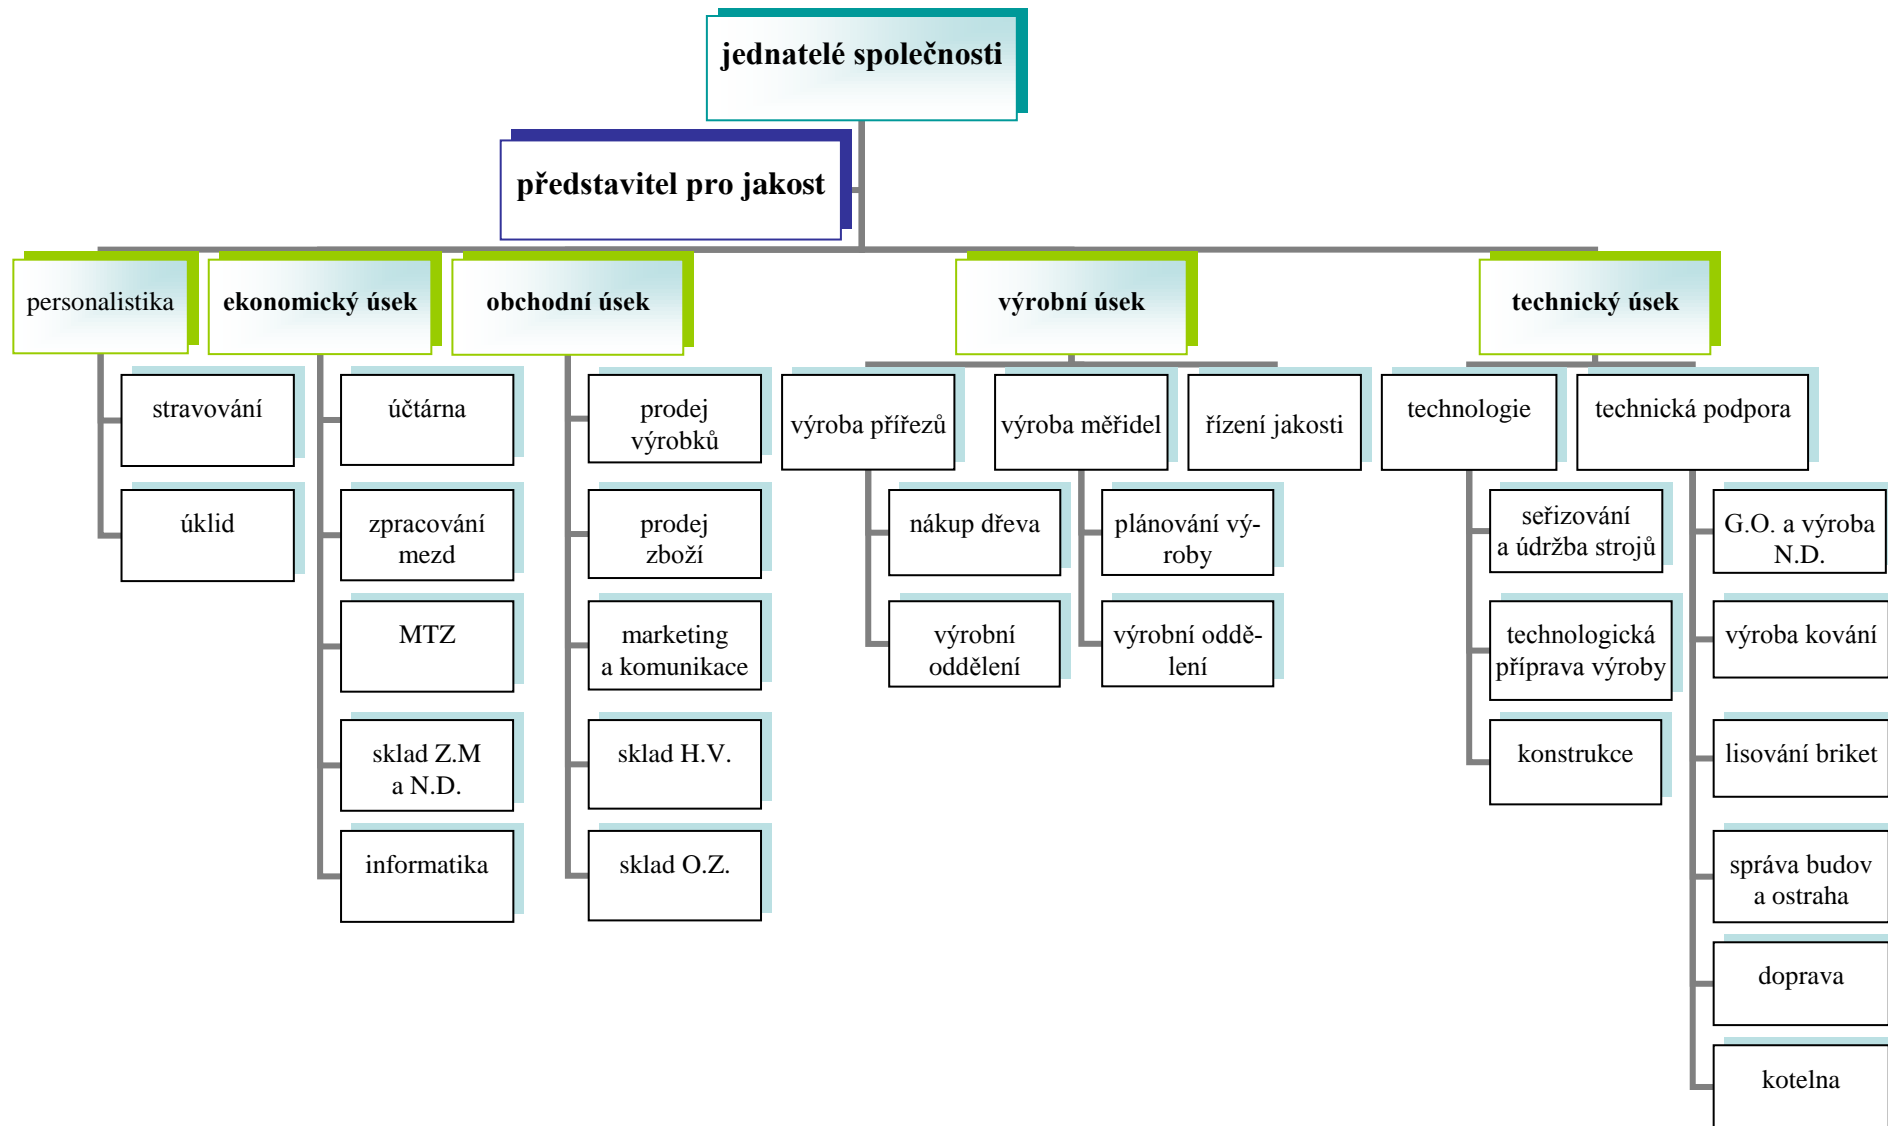 jednatelé společnosti
představitel pro jakost
personalistika
ekonomický úsek
obchodní úsek
výrobní úsek
technický úsek
stravování
úklid
účtárna
zpracování
mezd
MTZ
sklad Z.M
a N.D.
informatika
prodej
výrobků
prodej
zboží
marketing
a komunikace
sklad H.V.
sklad O.Z.
výroba přířezů
nákup dřeva
výrobní
oddělení
výroba měřidel
plánování vý-
roby
výrobní oddě-
lení
řízení jakosti
technologie
seřizování
a údržba strojů
technologická
příprava výroby
konstrukce
technická podpora
G.O. a výroba
N.D.
výroba kování
lisování briket
správa budov
a ostraha
doprava
kotelna